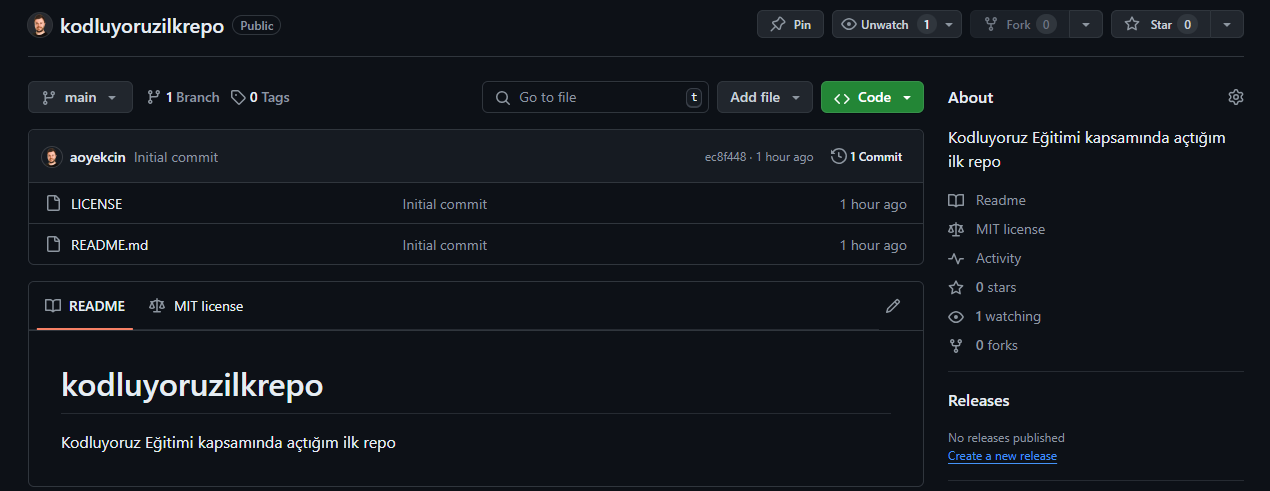 kodluyoruzilkrepo Public Pin Unwatch 1 Fork 0 Star 0
main 1 Branch 0 Tags Go to file t Add file Code
aoyekcin Initial commit ec8f448 · 1 hour ago 1 Commit
LICENSE Initial commit 1 hour ago
README.md Initial commit 1 hour ago
README MIT license
kodluyoruzilkrepo
Kodluyoruz Eğitimi kapsamında açtığım ilk repo
About
Kodluyoruz Eğitimi kapsamında açtığım
ilk repo
Readme
MIT license
Activity
0 stars
1 watching
0 forks
Releases
No releases published
Create a new release